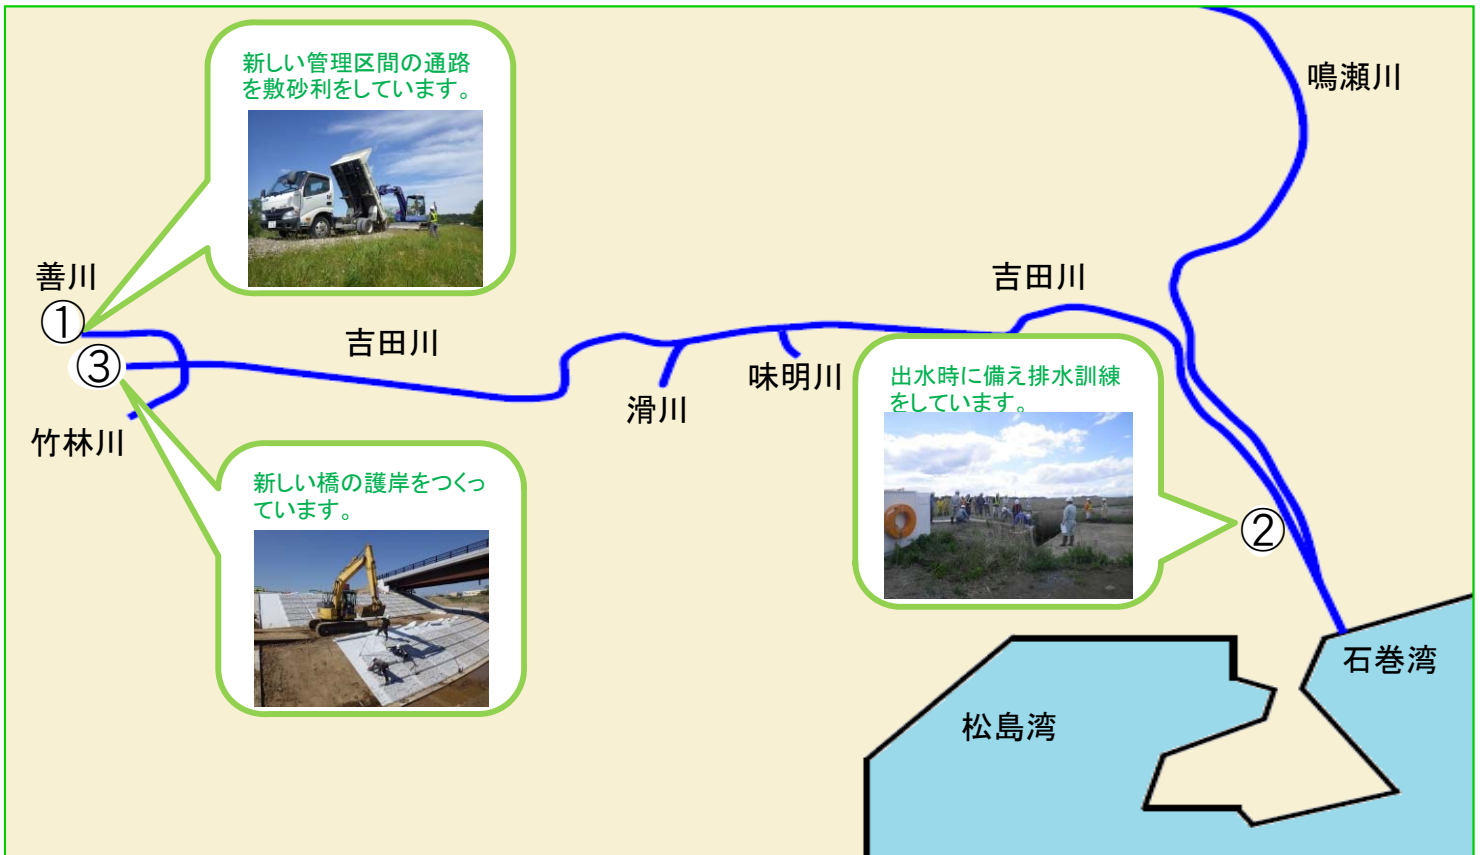 新しい管理区間の通路
を敷砂利をしています。
鳴瀬川
善川
①
吉田川
吉田川
③
味明川
滑川
竹林川
出水時に備え排水訓練
をしています。
②
新しい橋の護岸をつくっ
ています。
石巻湾
松島湾